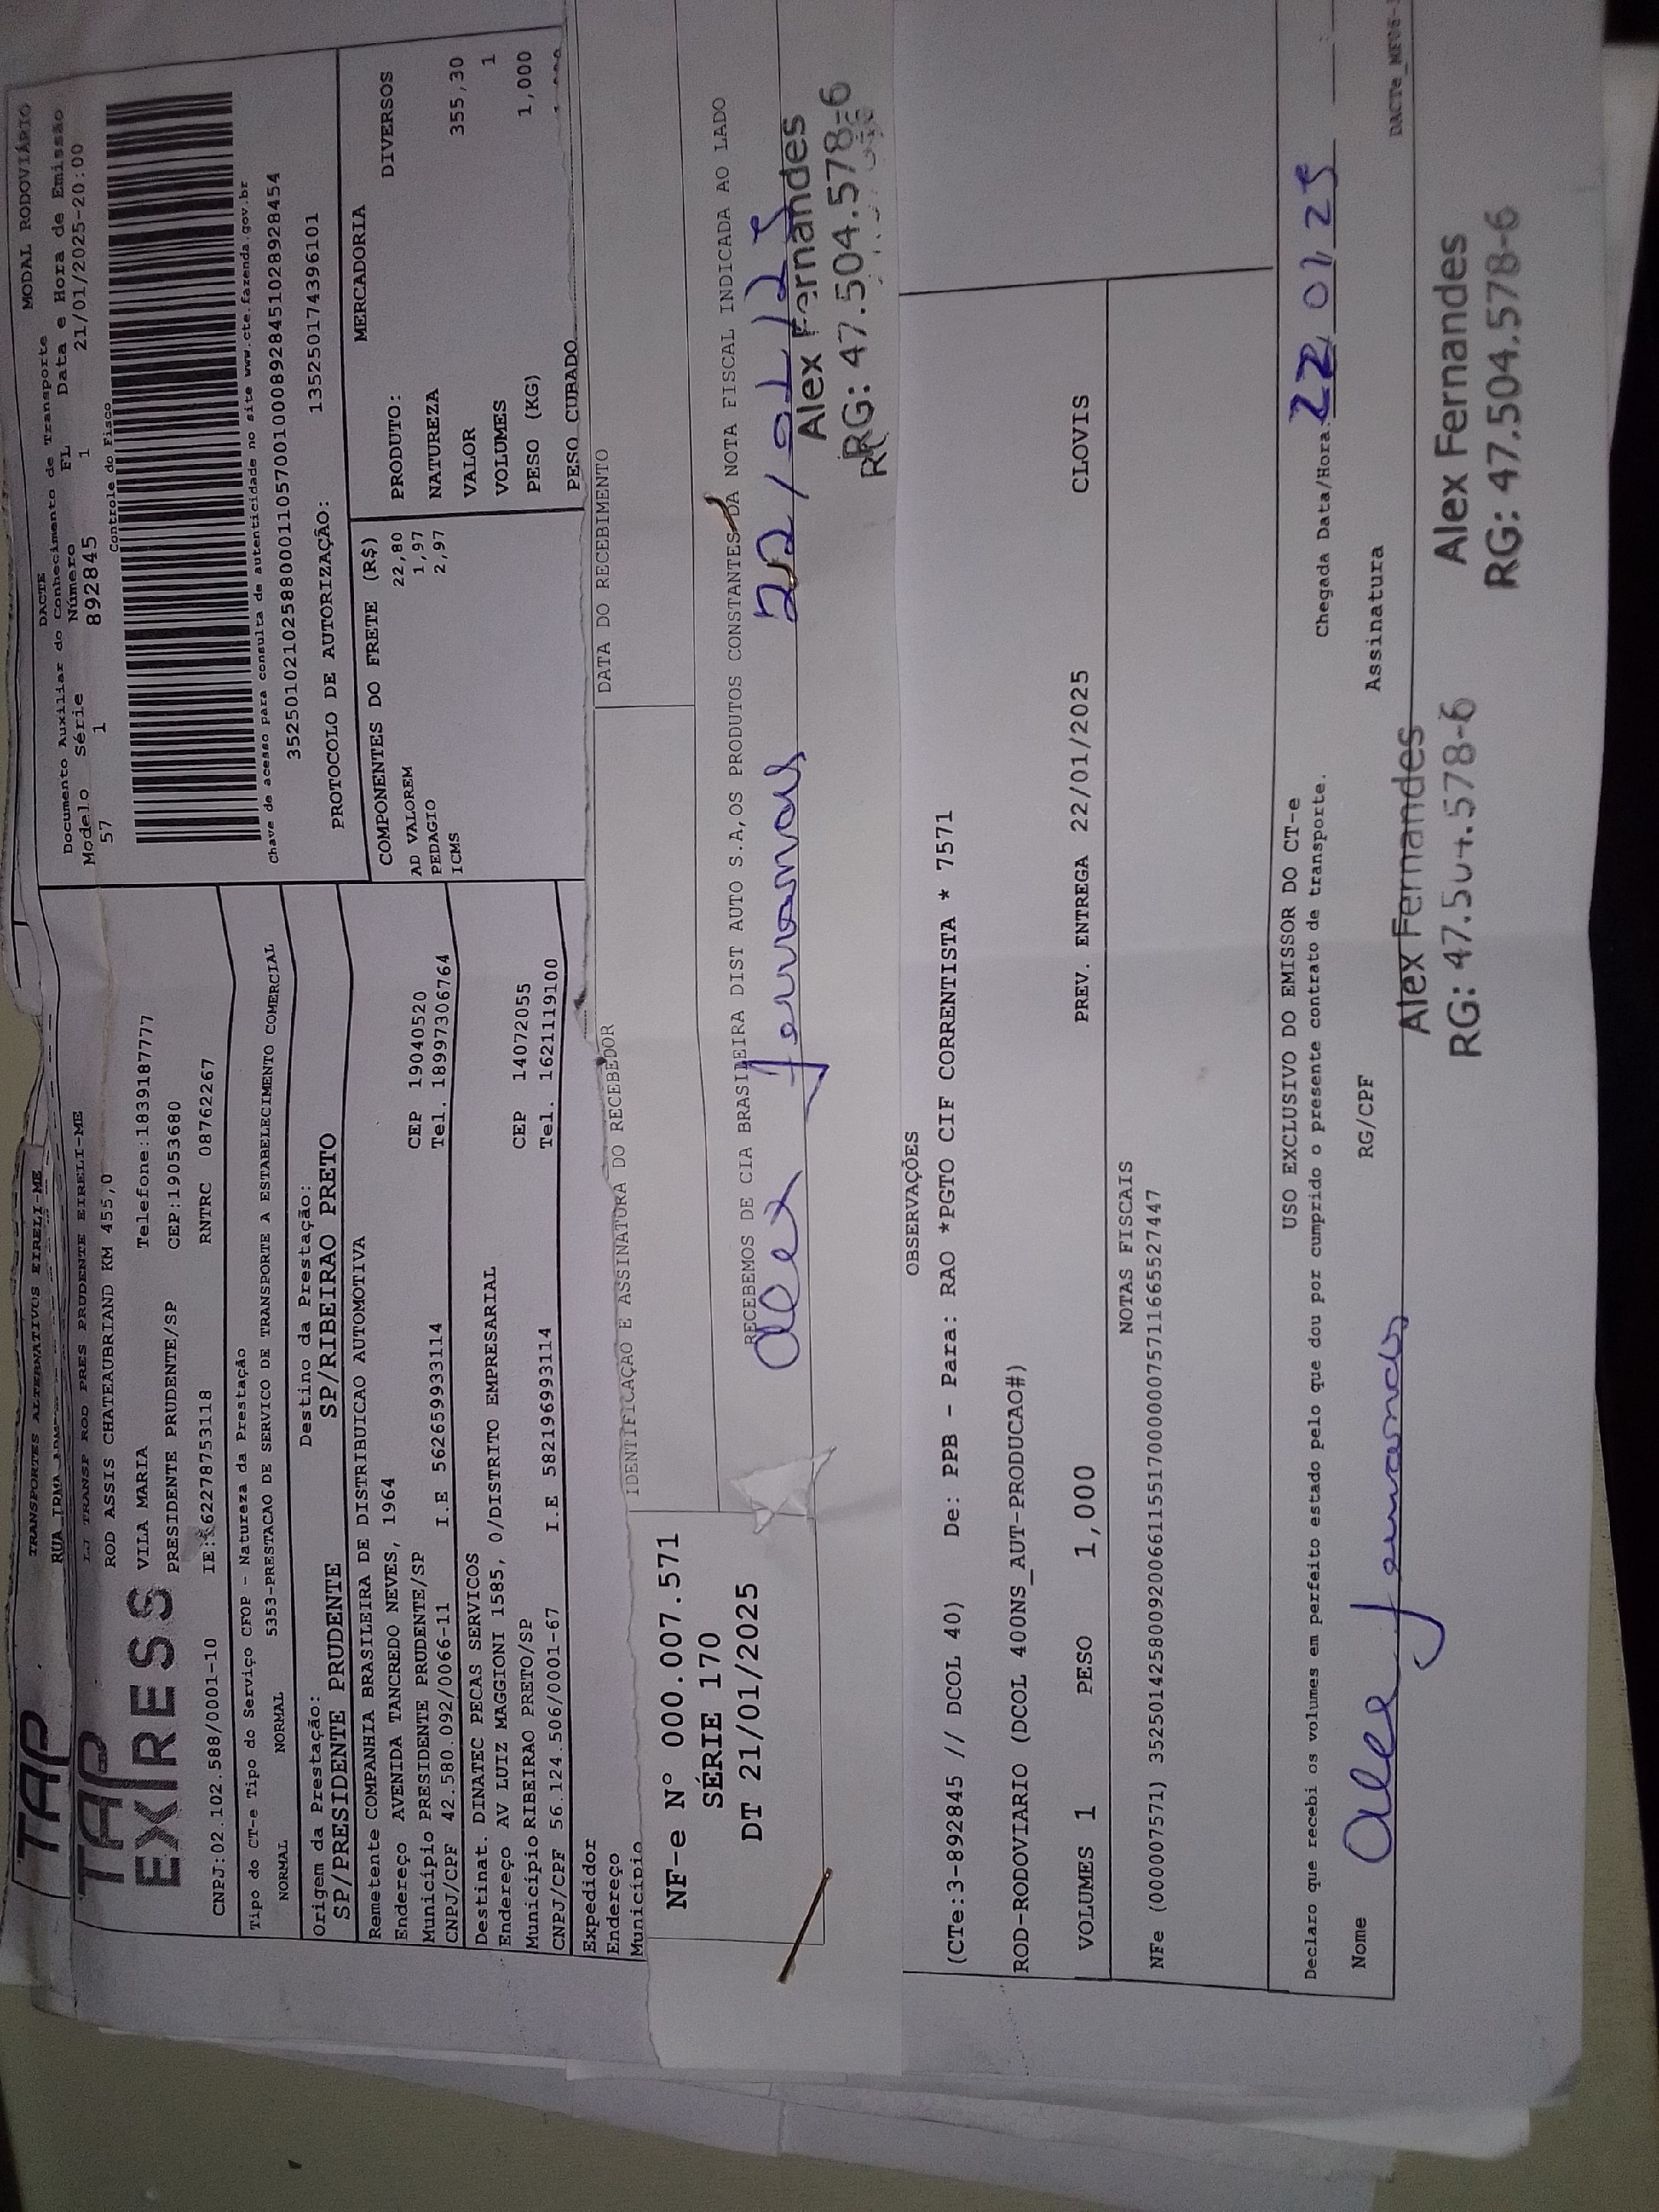 TAP
TRANSPORTES ALTERNATIVOS EIRELI-ME
TAP
EXPRESS
LJ TRANSP ROD PRES PRUDENTE EIRELI-ME
ROD ASSIS CHATEAUBRIAND KM 455,0
VILA MARIA Telefone:1839187777
PRESIDENTE PRUDENTE/SP CEP:19053680
CNPJ:02.102.588/0001-10 IE: 562278753118 RNTRC 08762267
DACTE MODAL RODOVIÁRIO
Documento Auxiliar do Conhecimento de Transporte
Modelo Série Número FL Data e Hora de Emissão
57 1 892845 1 21/01/2025-20:00
Controle do Fisco
Chave de acesso para consulta de autenticidade no site www.cte.fazenda.gov.br
35250102102588000110570010008928451028928454
PROTOCOLO DE AUTORIZAÇÃO: 135250174396101
Tipo do CT-e Tipo do Serviço CFOP - Natureza da Prestação
NORMAL NORMAL 5353-PRESTACAO DE SERVICO DE TRANSPORTE A ESTABELECIMENTO COMERCIAL
Origem da Prestação: Destino da Prestação:
SP/PRESIDENTE PRUDENTE SP/RIBEIRAO PRETO
Remetente COMPANHIA BRASILEIRA DE DISTRIBUICAO AUTOMOTIVA
Endereço AVENIDA TANCREDO NEVES, 1964
Município PRESIDENTE PRUDENTE/SP CEP 19040520
CNPJ/CPF 42.580.092/0066-11 I.E 562659933114 Tel. 18997306764
Destinat. DINATEC PECAS SERVICOS
Endereço AV LUIZ MAGGIONI 1585, 0/DISTRITO EMPRESARIAL
Município RIBEIRAO PRETO/SP CEP 14072055
CNPJ/CPF 56.124.506/0001-67 I.E 582196993114 Tel. 1621119100
Expedidor
Endereço
Município
COMPONENTES DO FRETE (R$)
AD VALOREM 22,80
PEDAGIO 1,97
ICMS 2,97
MERCADORIA
PRODUTO: DIVERSOS
NATUREZA
VALOR 355,30
VOLUMES 1
PESO (KG) 1,000
PESO CUBADO
IDENTIFICAÇÃO E ASSINATURA DO RECEBEDOR DATA DO RECEBIMENTO
NF-e Nº 000.007.571
SÉRIE 170
DT 21/01/2025
RECEBEMOS DE CIA BRASILEIRA DIST AUTO S.A,OS PRODUTOS CONSTANTES DA NOTA FISCAL INDICADA AO LADO
Alex Fernandes 22/01/25
Alex Fernandes
RG: 47.504.578-6
OBSERVAÇÕES
(CTe:3-892845 // DCOL 40) De: PPB - Para: RAO *PGTO CIF CORRENTISTA * 7571
ROD-RODOVIARIO (DCOL 400NS_AUT-PRODUCAO#)
VOLUMES 1 PESO 1,000 PREV. ENTREGA 22/01/2025 CLOVIS
NOTAS FISCAIS
NFe (000007571) 35250142580092006611551700000075711665527447
USO EXCLUSIVO DO EMISSOR DO CT-e
Declaro que recebi os volumes em perfeito estado pelo que dou por cumprido o presente contrato de transporte.
Chegada Data/Hora: 22/01/25
Nome Alex Fernandes RG/CPF Assinatura
Alex Fernandes
RG: 47.504.578-6
Alex Fernandes
RG: 47.504.578-6